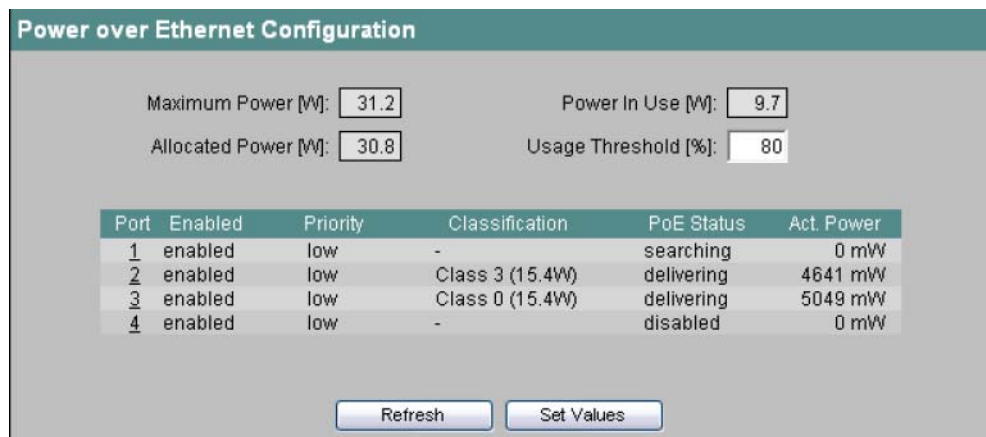 Power over Ethernet Configuration
Maximum Power [W]: 31.2 Power In Use [W]: 9.7
Allocated Power [W]: 30.8 Usage Threshold [%]: 80
Port Enabled Priority Classification PoE Status Act. Power
1 enabled low - searching 0 mW
2 enabled low Class 3 (15.4W) delivering 4641 mW
3 enabled low Class 0 (15.4W) delivering 5049 mW
4 enabled low - disabled 0 mW
Refresh Set Values